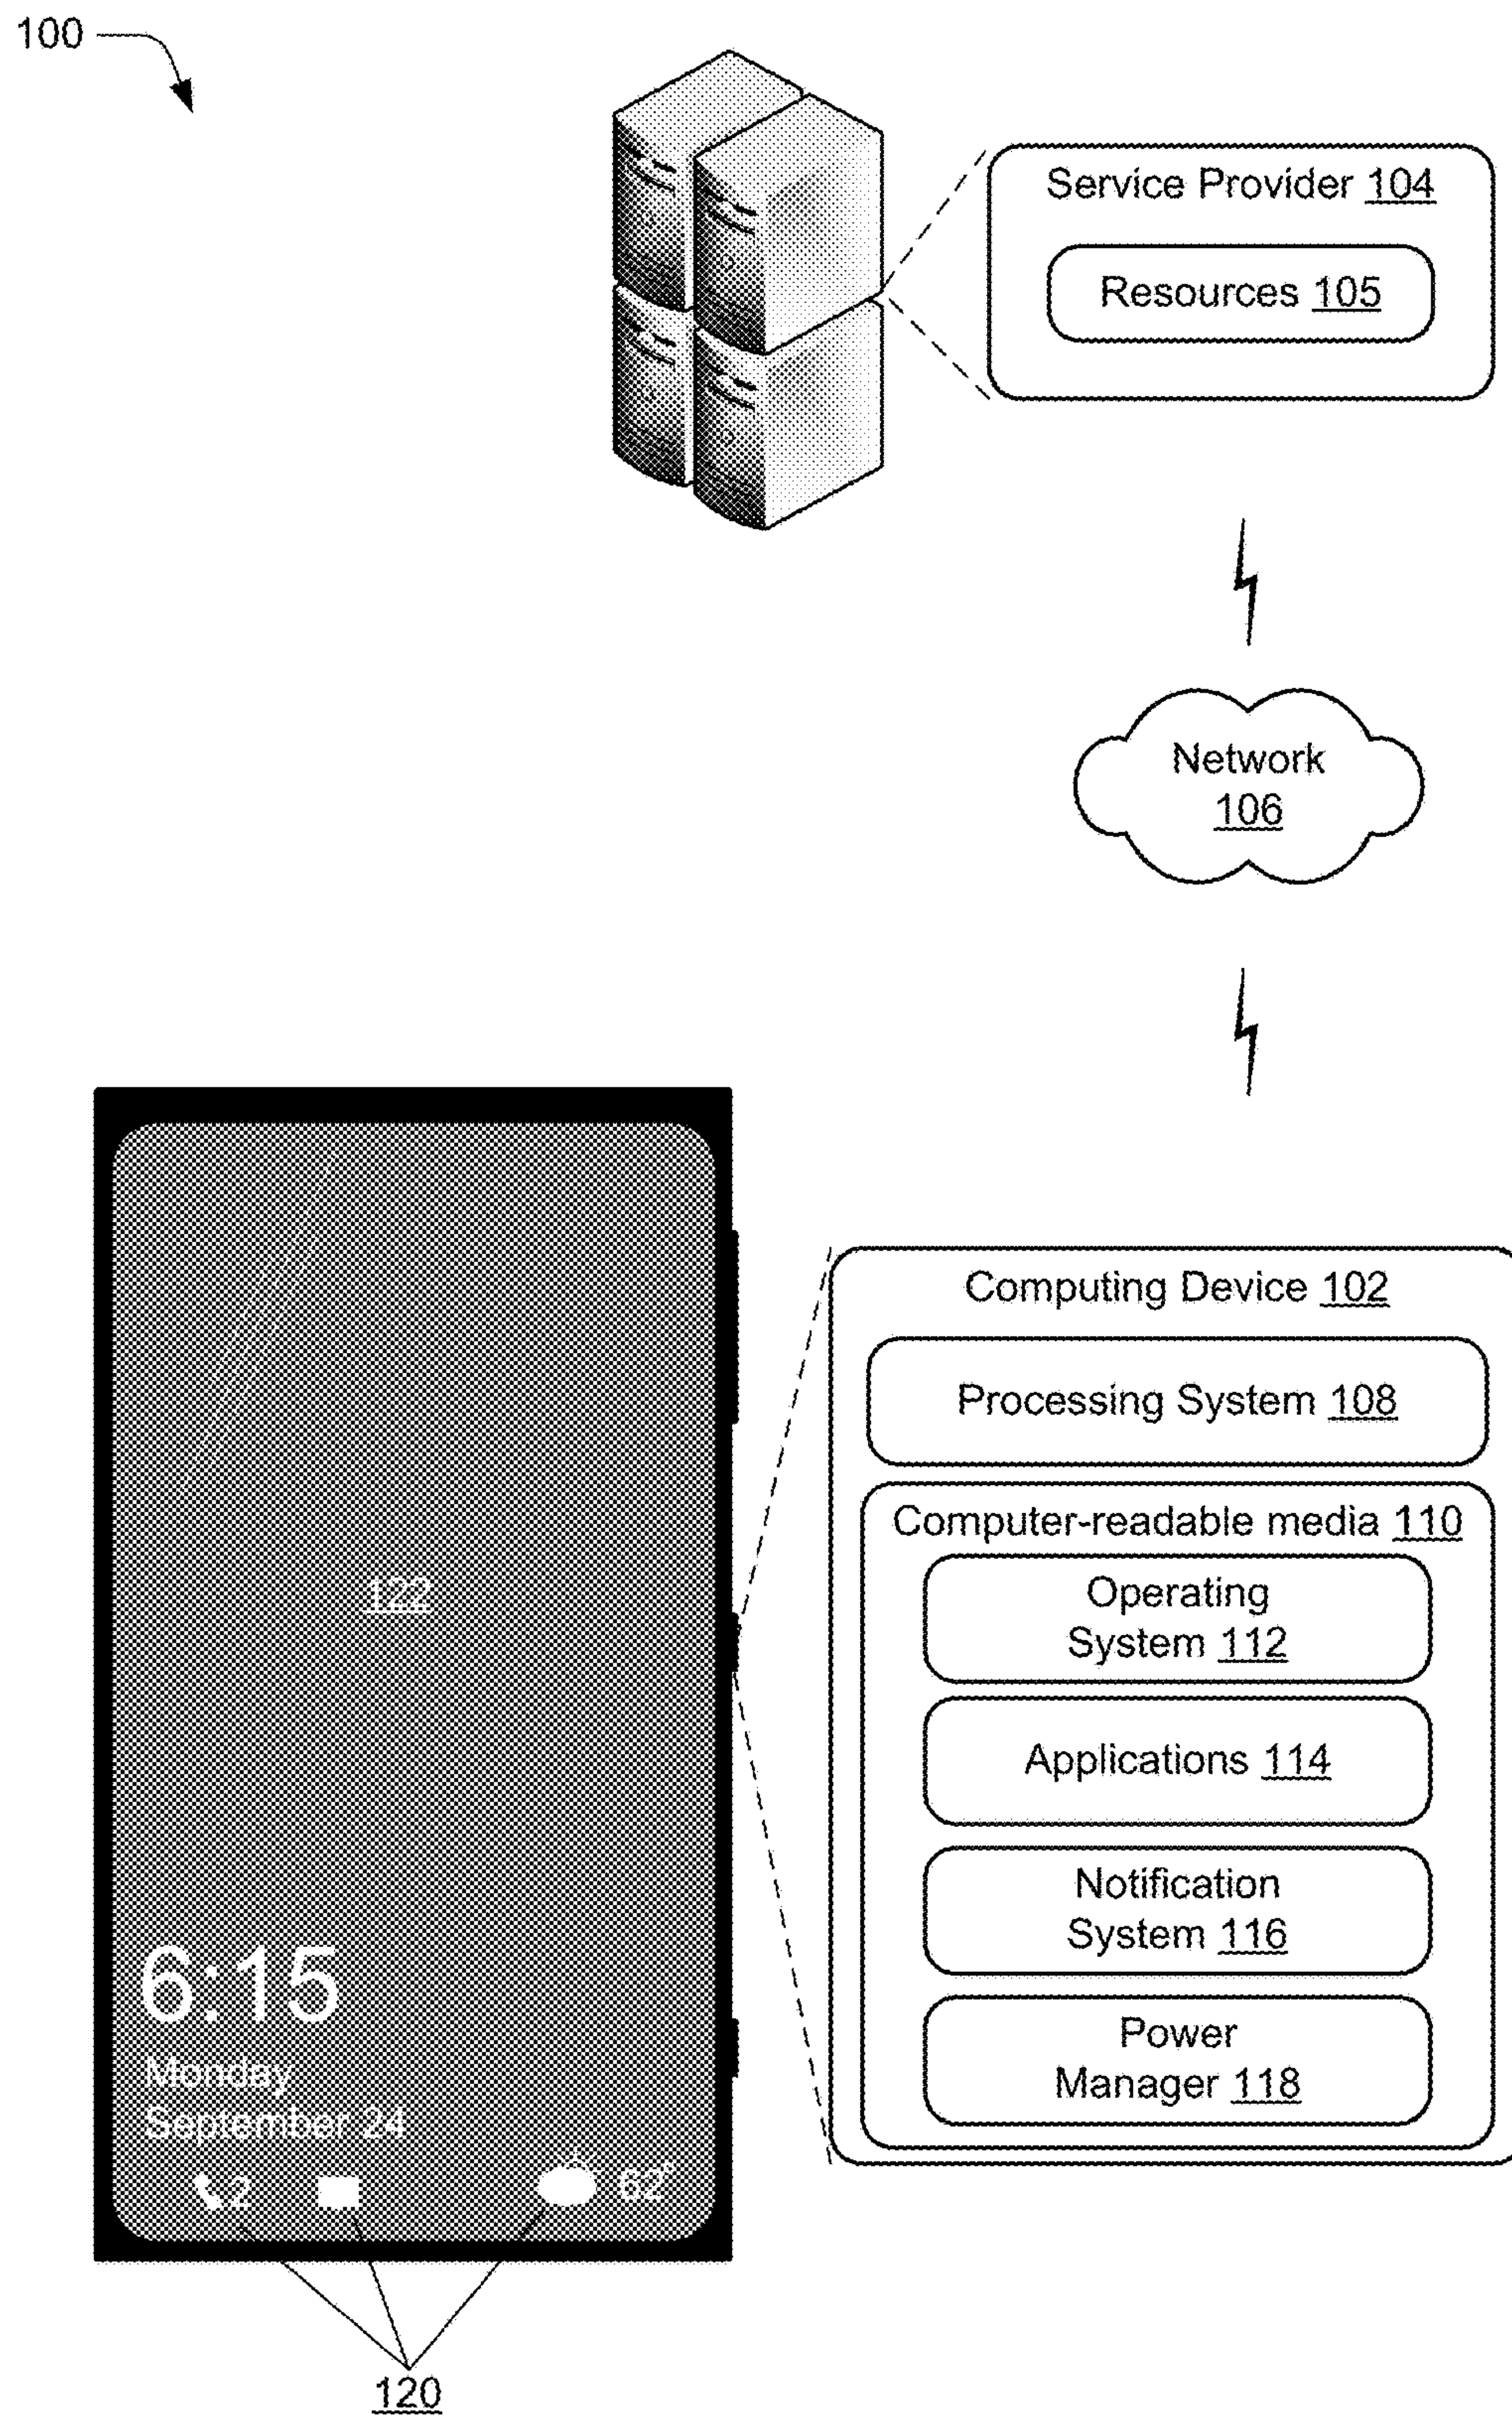 100
Service Provider 104
Resources 105
Network
106
Computing Device 102
Processing System 108
Computer-readable media 110
Operating
System 112
Applications 114
Notification
System 116
Power
Manager 118
122
6:15
Monday
September 24
2
62°
120